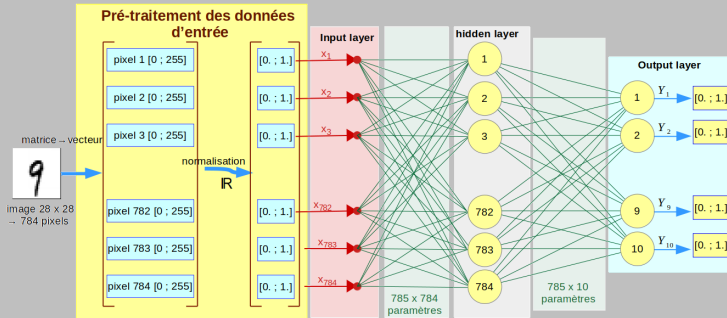 Pré-traitement des données
d'entrée
pixel 1 [0 ; 255]
pixel 2 [0 ; 255]
pixel 3 [0 ; 255]
pixel 782 [0 ; 255]
pixel 783 [0 ; 255]
pixel 784 [0 ; 255]
matrice→vecteur
9
image 28 x 28
→ 784 pixels
normalisation
ℝ
[0. ; 1.]
[0. ; 1.]
[0. ; 1.]
[0. ; 1.]
[0. ; 1.]
[0. ; 1.]
Input layer
x1
x2
x3
x782
x783
x784
785 x 784
paramètres
hidden layer
1
2
3
782
783
784
785 x 10
paramètres
Output layer
1
2
9
10
Y1
Y2
Y9
Y10
[0. ; 1.]
[0. ; 1.]
[0. ; 1.]
[0. ; 1.]